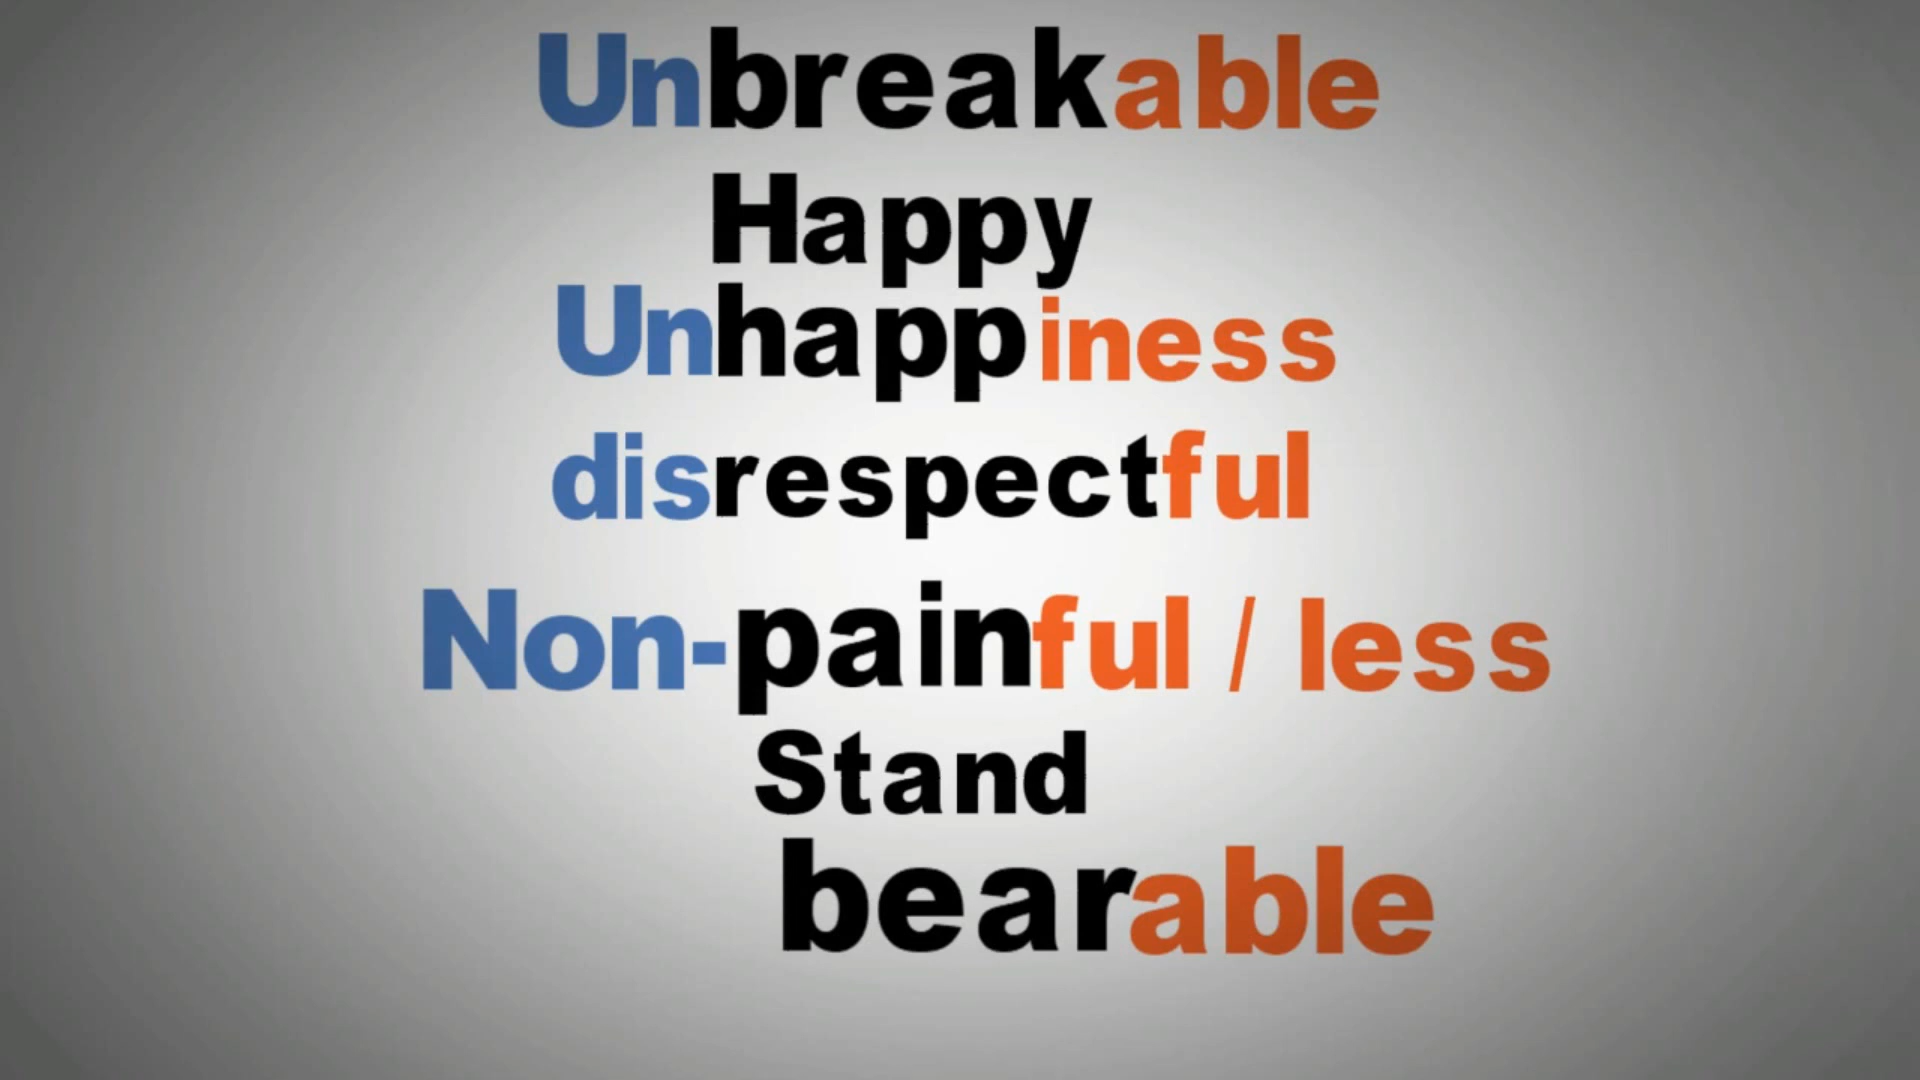 Unbreakable
Happy
Unhappiness
disrespectful
Non-painful / less
Stand
bearable